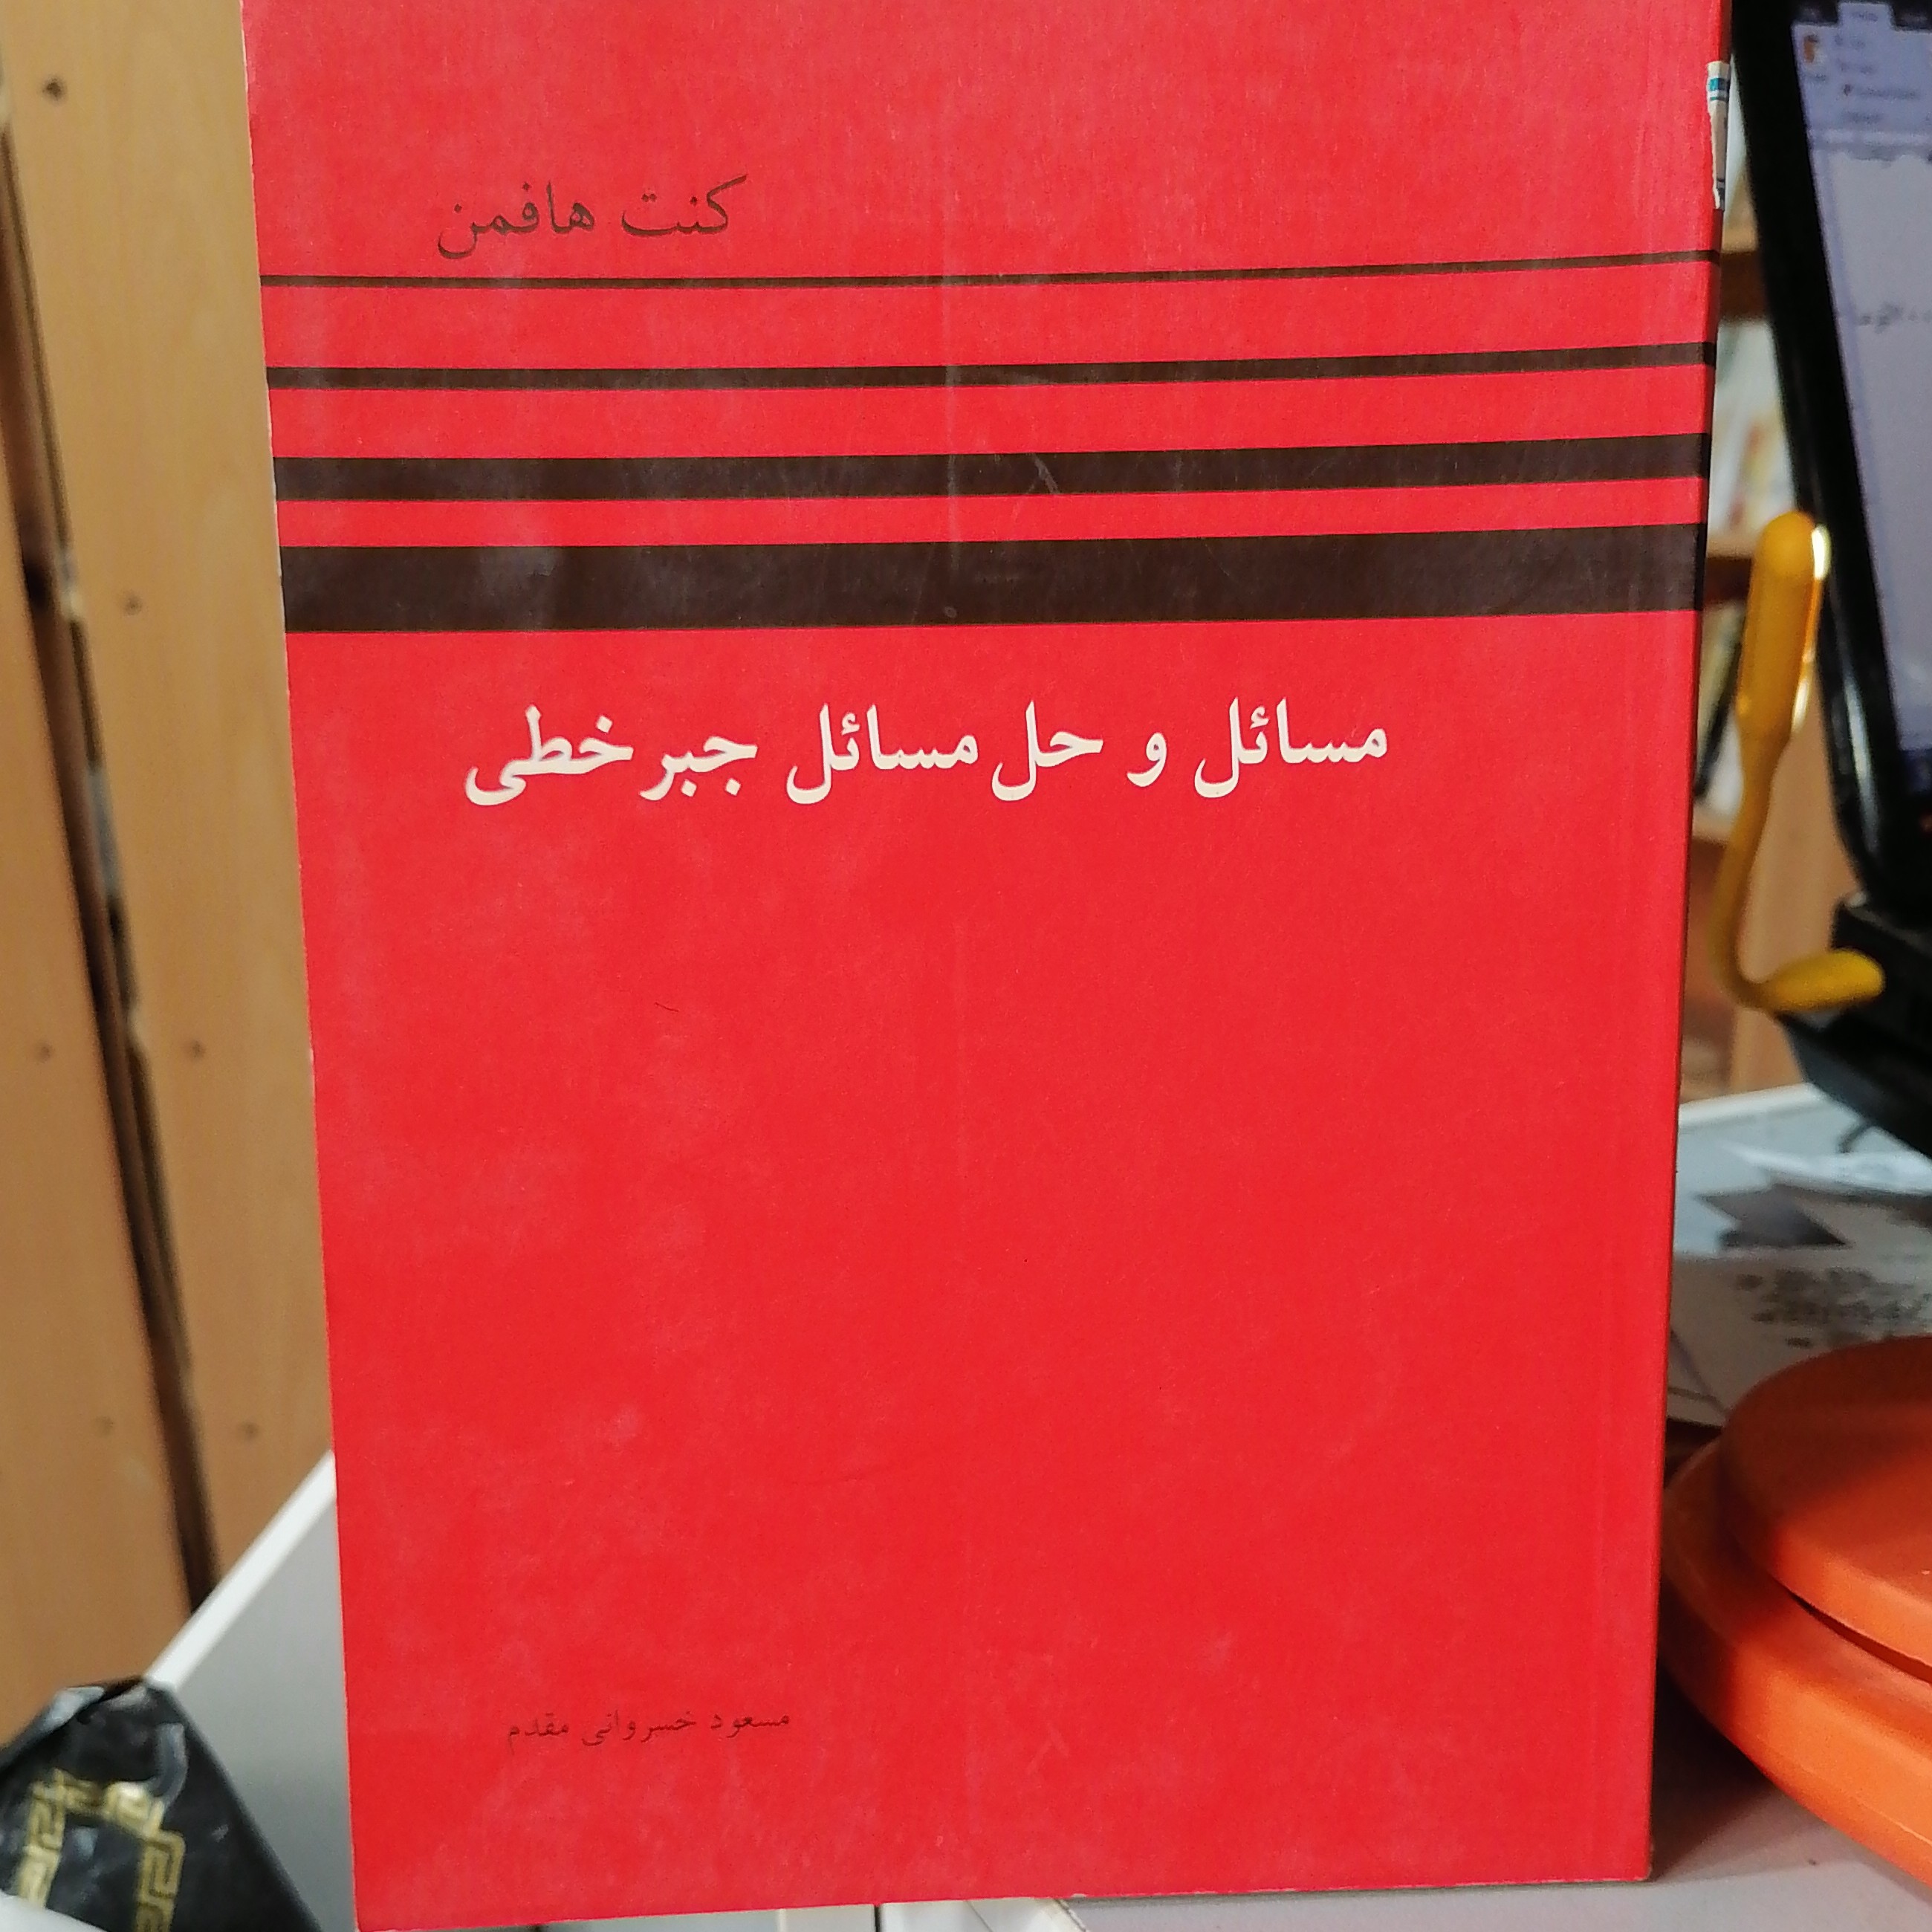 کنت هافمن
مسائل و حل مسائل جبر خطی
مسعود خسروانی مقدم